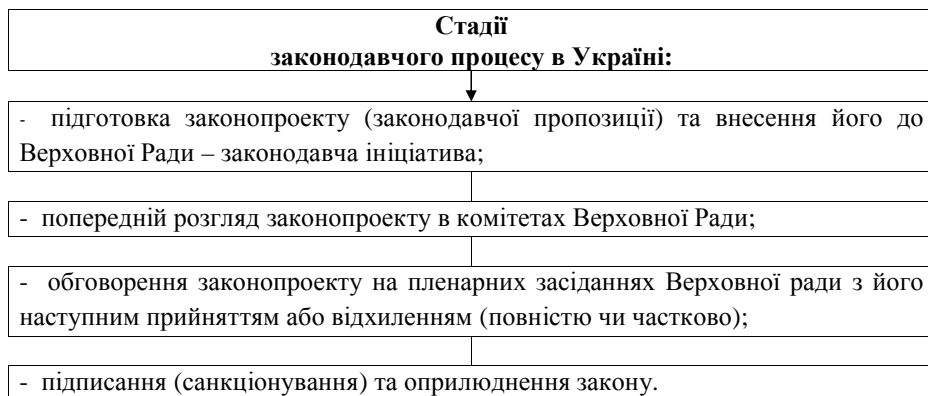 Стадії
законодавчого процесу в Україні:
- підготовка законопроекту (законодавчої пропозиції) та внесення його до
Верховної Ради – законодавча ініціатива;
- попередній розгляд законопроекту в комітетах Верховної Ради;
- обговорення законопроекту на пленарних засіданнях Верховної ради з його
наступним прийняттям або відхиленням (повністю чи частково);
- підписання (санкціонування) та оприлюднення закону.